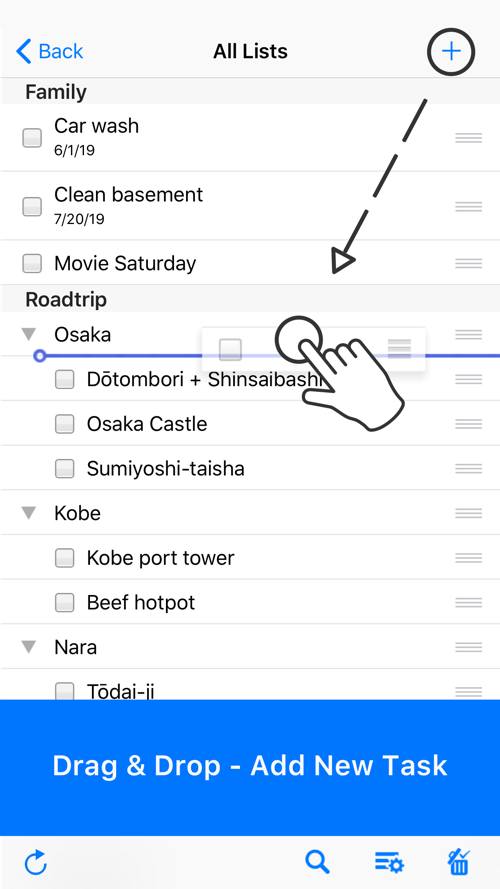 Back
All Lists
Family
Car wash
6/1/19
Clean basement
7/20/19
Movie Saturday
Roadtrip
Osaka
Dōtombori + Shinsaibashi
Osaka Castle
Sumiyoshi-taisha
Kobe
Kobe port tower
Beef hotpot
Nara
Tōdai-ji
Drag & Drop - Add New Task